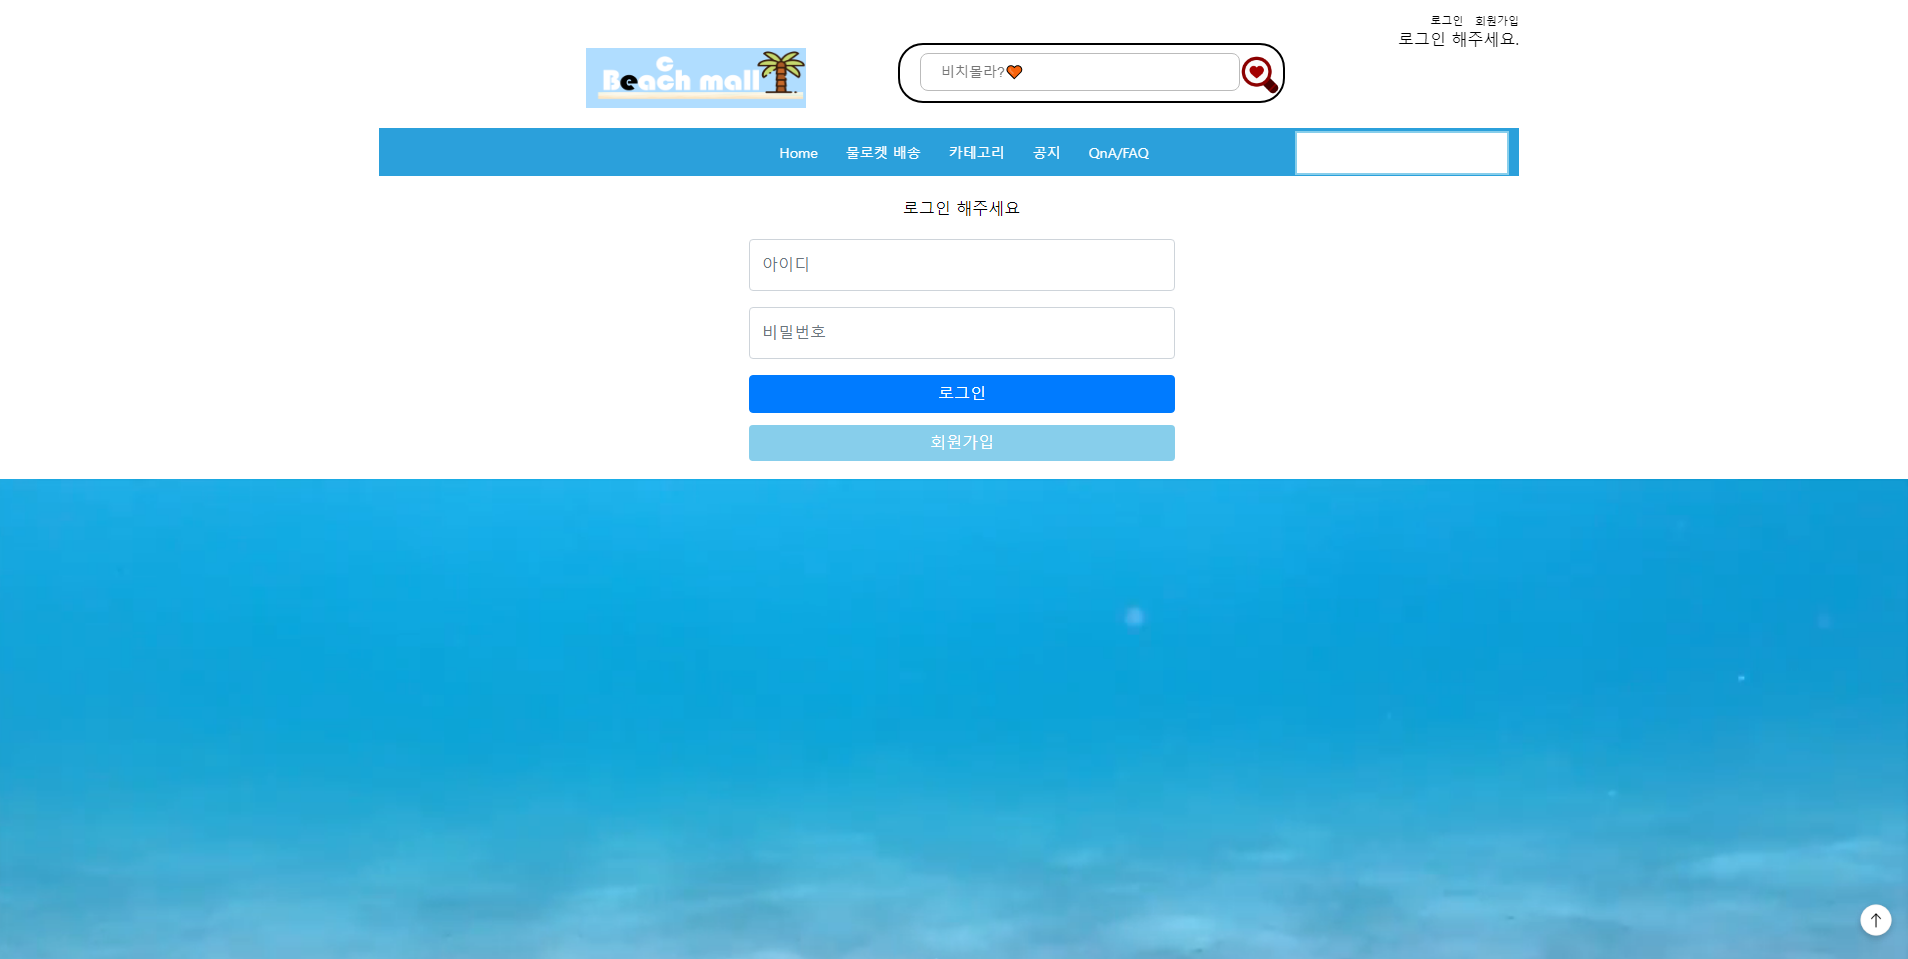 로그인 회원가입
로그인 해주세요.
Beach mall
c
비치몰라?🧡
Home 물로켓 배송 카테고리 공지 QnA/FAQ
로그인 해주세요
아이디
비밀번호
로그인
회원가입